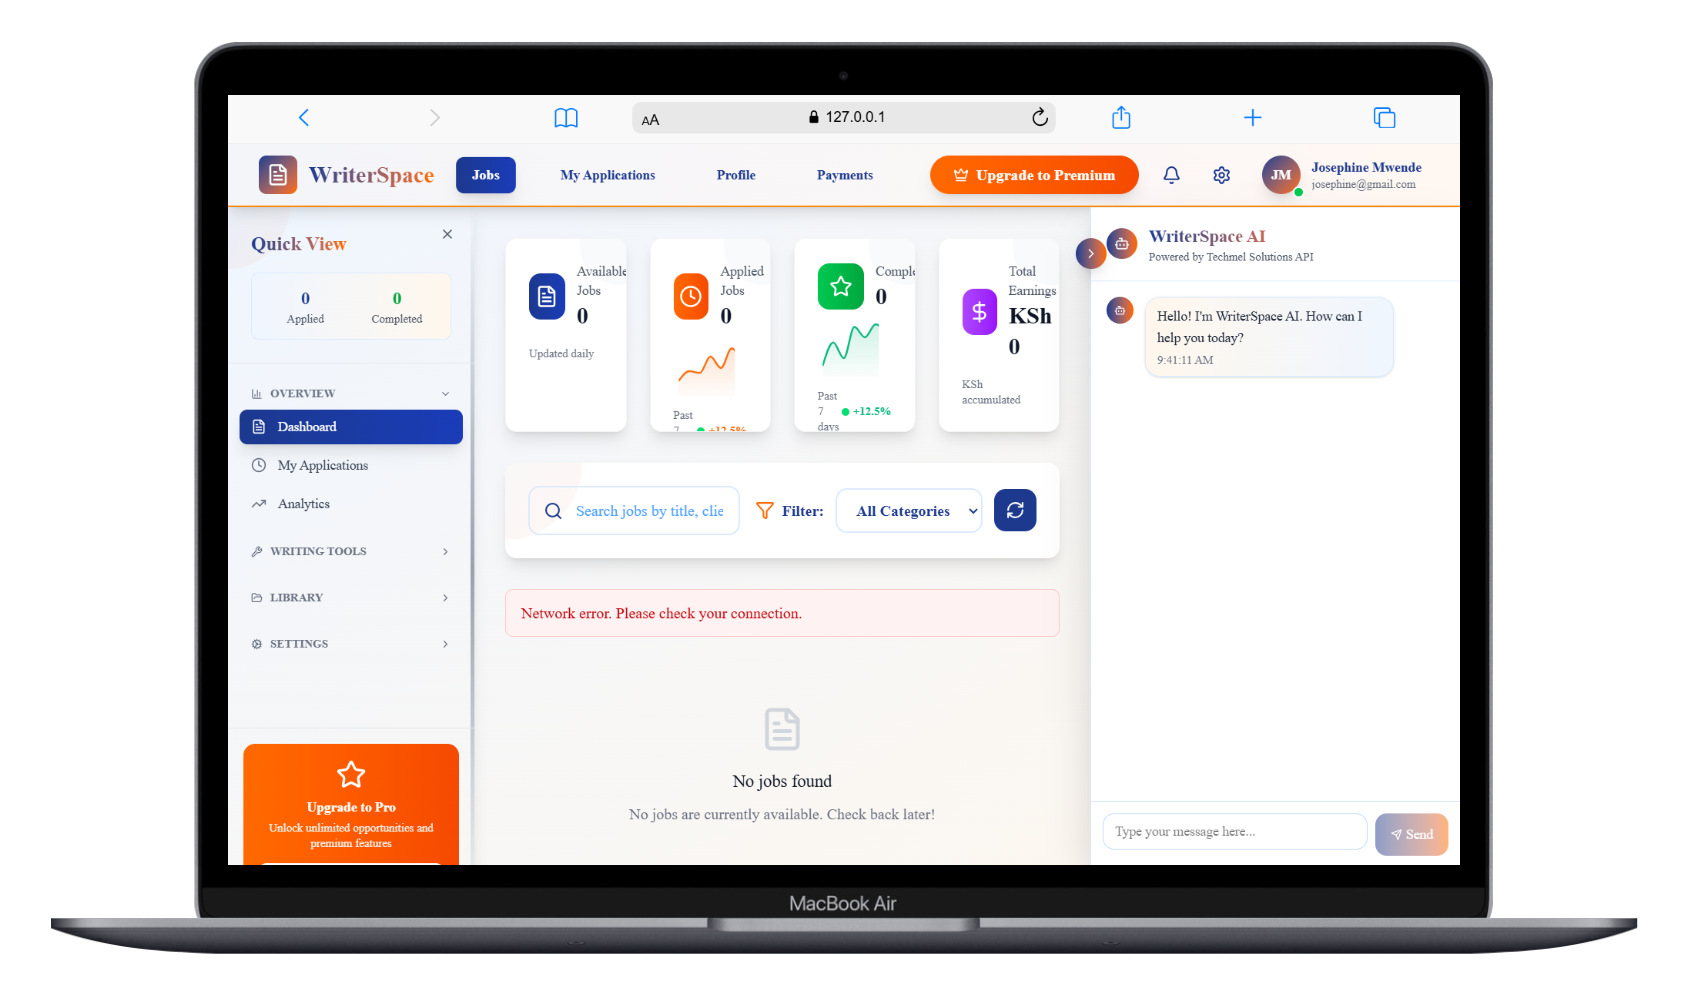 AA
127.0.0.1
WriterSpace
Jobs
My Applications
Profile
Payments
Upgrade to Premium
JM
Josephine Mwende
josephine@gmail.com
Quick View
0
Applied
0
Completed
OVERVIEW
Dashboard
My Applications
Analytics
WRITING TOOLS
LIBRARY
SETTINGS
Upgrade to Pro
Unlock unlimited opportunities and
premium features
Available
Jobs
0
Updated daily
Applied
Jobs
0
Past
7
+12.5%
Comple
0
Past
7
+12.5%
days
Total
Earnings
KSh
0
KSh
accumulated
Search jobs by title, clie
Filter:
All Categories
Network error. Please check your connection.
No jobs found
No jobs are currently available. Check back later!
WriterSpace AI
Powered by Techmel Solutions API
Hello! I'm WriterSpace AI. How can I
help you today?
9:41:11 AM
Type your message here...
Send
MacBook Air